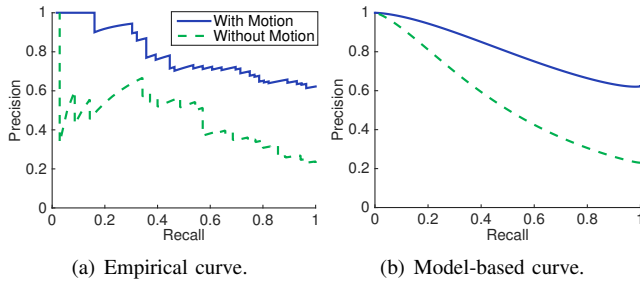 With Motion
Without Motion
Precision
1
0.8
0.6
0.4
0.2
0
0 0.2 0.4 0.6 0.8 1
Recall
(a) Empirical curve.
Precision
1
0.8
0.6
0.4
0.2
0
0 0.2 0.4 0.6 0.8 1
Recall
(b) Model-based curve.